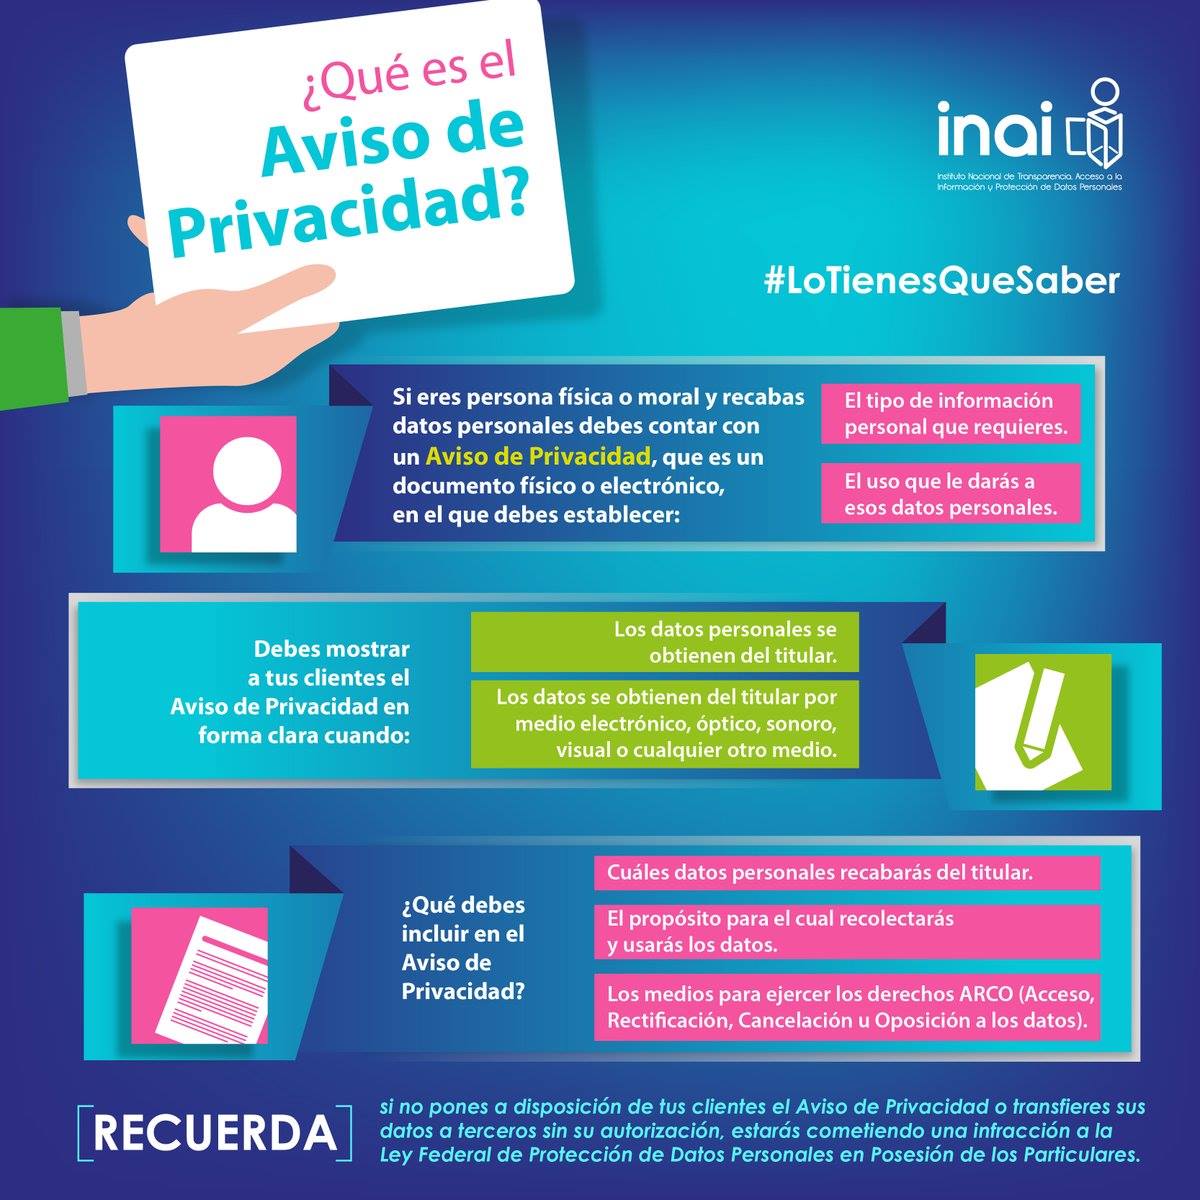 ¿Qué es el
Aviso de
Privacidad?
inai
Instituto Nacional de Transparencia, Acceso a la
Información y Protección de Datos Personales
#LoTienesQueSaber
Si eres persona física o moral y recabas
datos personales debes contar con
un Aviso de Privacidad, que es un
documento físico o electrónico,
en el que debes establecer:
El tipo de información
personal que requieres.
El uso que le darás a
esos datos personales.
Debes mostrar
a tus clientes el
Aviso de Privacidad en
forma clara cuando:
Los datos personales se
obtienen del titular.
Los datos se obtienen del titular por
medio electrónico, óptico, sonoro,
visual o cualquier otro medio.
¿Qué debes
incluir en el
Aviso de
Privacidad?
Cuáles datos personales recabarás del titular.
El propósito para el cual recolectarás
y usarás los datos.
Los medios para ejercer los derechos ARCO (Acceso,
Rectificación, Cancelación u Oposición a los datos).
[RECUERDA]
si no pones a disposición de tus clientes el Aviso de Privacidad o transfieres sus
datos a terceros sin su autorización, estarás cometiendo una infracción a la
Ley Federal de Protección de Datos Personales en Posesión de los Particulares.